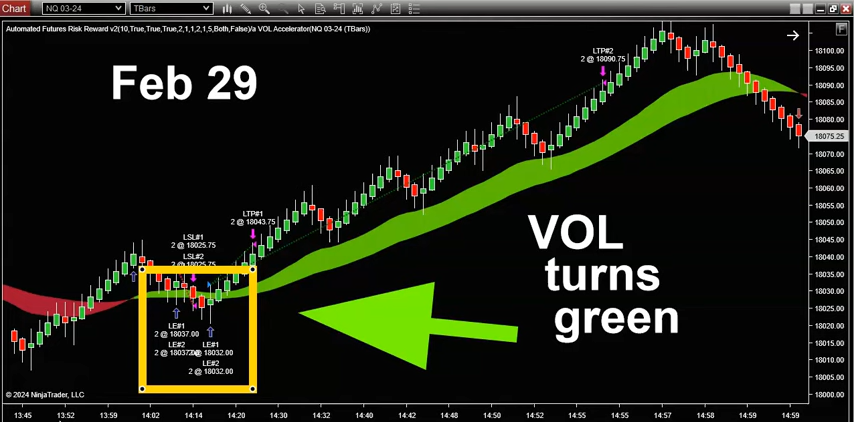 Chart
NQ 03-24
TBars
Automated Futures Risk Reward v2(10,True,True,True,2,1,1,2,1,5,Both,False)/a VOL Accelerator(NQ 03-24 (TBars))
F
Feb 29
LTP#2
2 @ 18090.75
LTP#1
2 @ 18043.75
LSL#1
2 @ 18025.75
LSL#2
2 @ 18025.75
LE#1
2 @ 18037.00
LE#2
LE#1
2 @ 18032.00
LE#2
2 @ 18032.00
VOL
turns
green
18100.00
18095.00
18090.00
18085.00
18080.00
18075.25
18070.00
18065.00
18060.00
18055.00
18050.00
18045.00
18040.00
18035.00
18030.00
18025.00
18020.00
18015.00
18010.00
18005.00
18000.00
© 2024 NinjaTrader, LLC
13:45 13:52 13:59 14:02 14:14 14:20 14:32 14:40 14:42 14:48 14:50 14:52 14:55 14:55 14:57 14:58 14:59 14:59